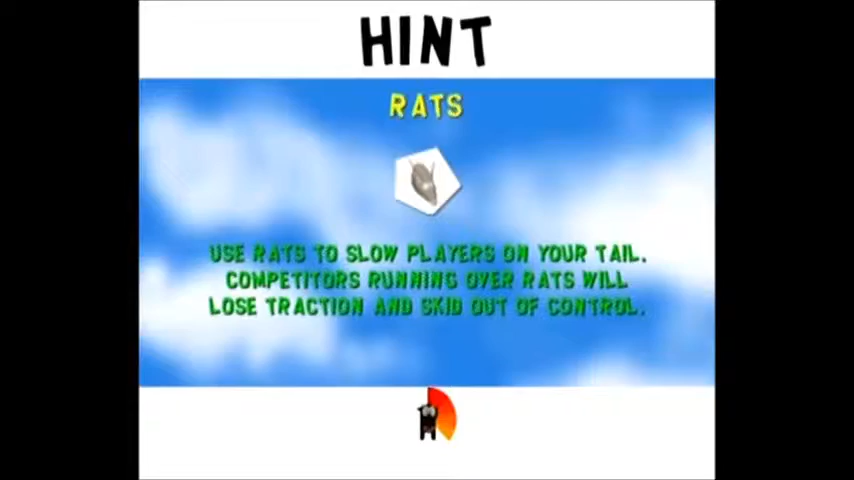 HINT
RATS
USE RATS TO SLOW PLAYERS ON YOUR TAIL.
COMPETITORS RUNNING OVER RATS WILL
LOSE TRACTION AND SKID OUT OF CONTROL.